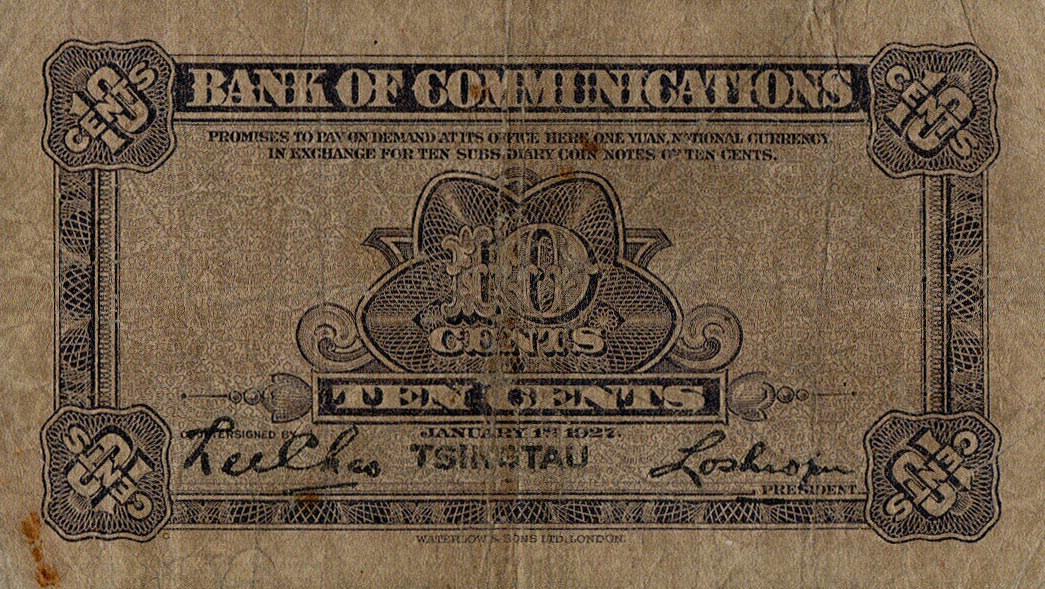 10 CENTS
10 CENTS
BANK OF COMMUNICATIONS
PROMISES TO PAY ON DEMAND AT ITS OFFICE HERE ONE YUAN, NATIONAL CURRENCY
IN EXCHANGE FOR TEN SUBSIDIARY COIN NOTES OF TEN CENTS.
10
CENTS
TEN CENTS
JANUARY 1ST 1927.
COUNTERSIGNED BY
TSINGTAU
PRESIDENT
10 CENTS
10 CENTS
WATERLOW & SONS LTD, LONDON.